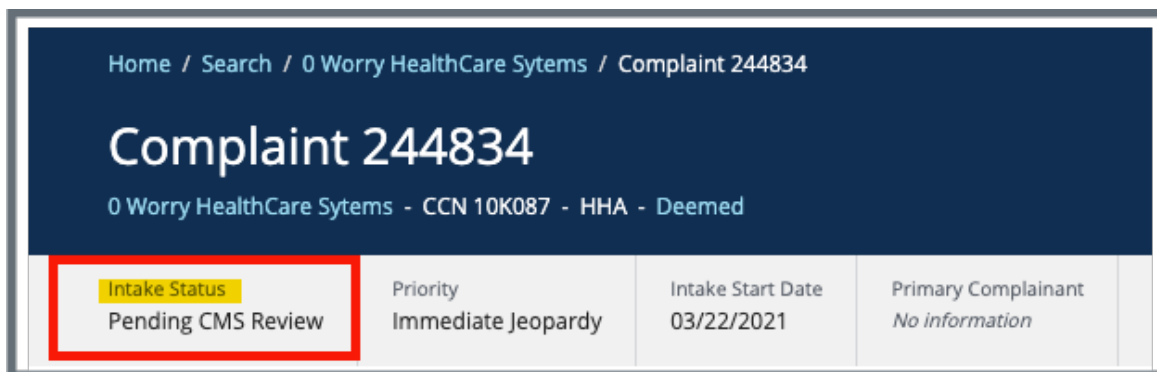 Home / Search / 0 Worry HealthCare Sytems / Complaint 244834
Complaint 244834
0 Worry HealthCare Sytems - CCN 10K087 - HHA - Deemed
Intake Status
Pending CMS Review
Priority
Immediate Jeopardy
Intake Start Date
03/22/2021
Primary Complainant
No information